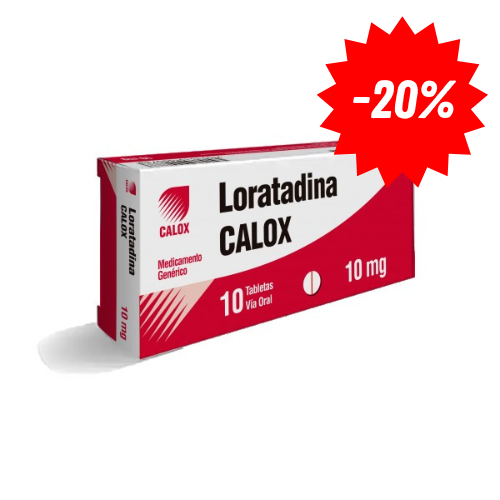 -20%
Loratadina
CALOX
CALOX
Medicamento
Genérico
10 Tabletas
Vía Oral
10 mg
Loratadina
CALOX
10 mg